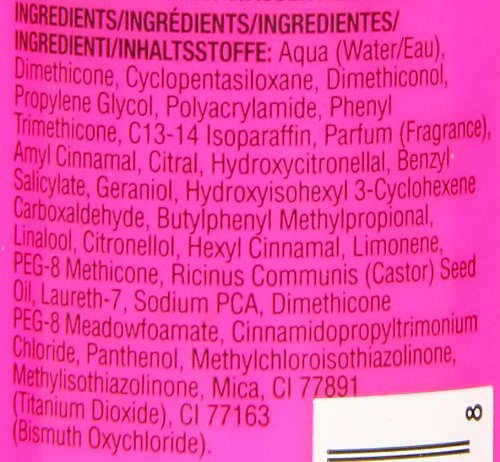 INGREDIENTS/INGRÉDIENTS/INGREDIENTES/
INGREDIENTI/INHALTSSTOFFE: Aqua (Water/Eau),
Dimethicone, Cyclopentasiloxane, Dimethiconol,
Propylene Glycol, Polyacrylamide, Phenyl
Trimethicone, C13-14 Isoparaffin, Parfum (Fragrance),
Amyl Cinnamal, Citral, Hydroxycitronellal, Benzyl
Salicylate, Geraniol, Hydroxyisohexyl 3-Cyclohexene
Carboxaldehyde, Butylphenyl Methylpropional,
Linalool, Citronellol, Hexyl Cinnamal, Limonene,
PEG-8 Methicone, Ricinus Communis (Castor) Seed
Oil, Laureth-7, Sodium PCA, Dimethicone
PEG-8 Meadowfoamate, Cinnamidopropyltrimonium
Chloride, Panthenol, Methylchloroisothiazolinone,
Methylisothiazolinone, Mica, CI 77891
(Titanium Dioxide), CI 77163
(Bismuth Oxychloride).
8